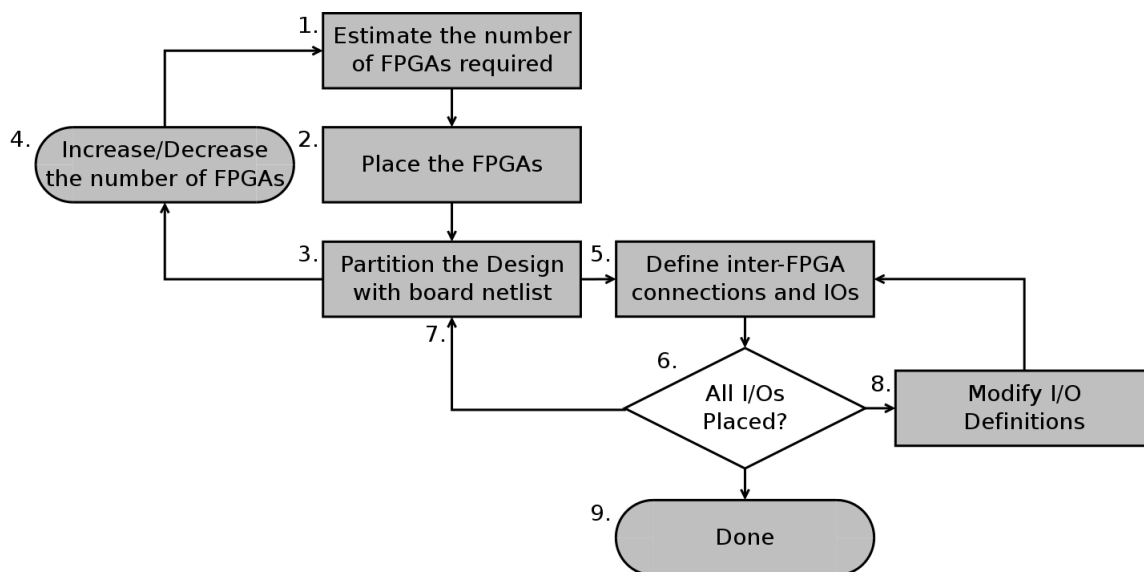 1.
Estimate the number
of FPGAs required
4.
Increase/Decrease
the number of FPGAs
2.
Place the FPGAs
3.
Partition the Design
with board netlist
5.
Define inter-FPGA
connections and IOs
7.
6.
All I/Os
Placed?
8.
Modify I/O
Definitions
9.
Done